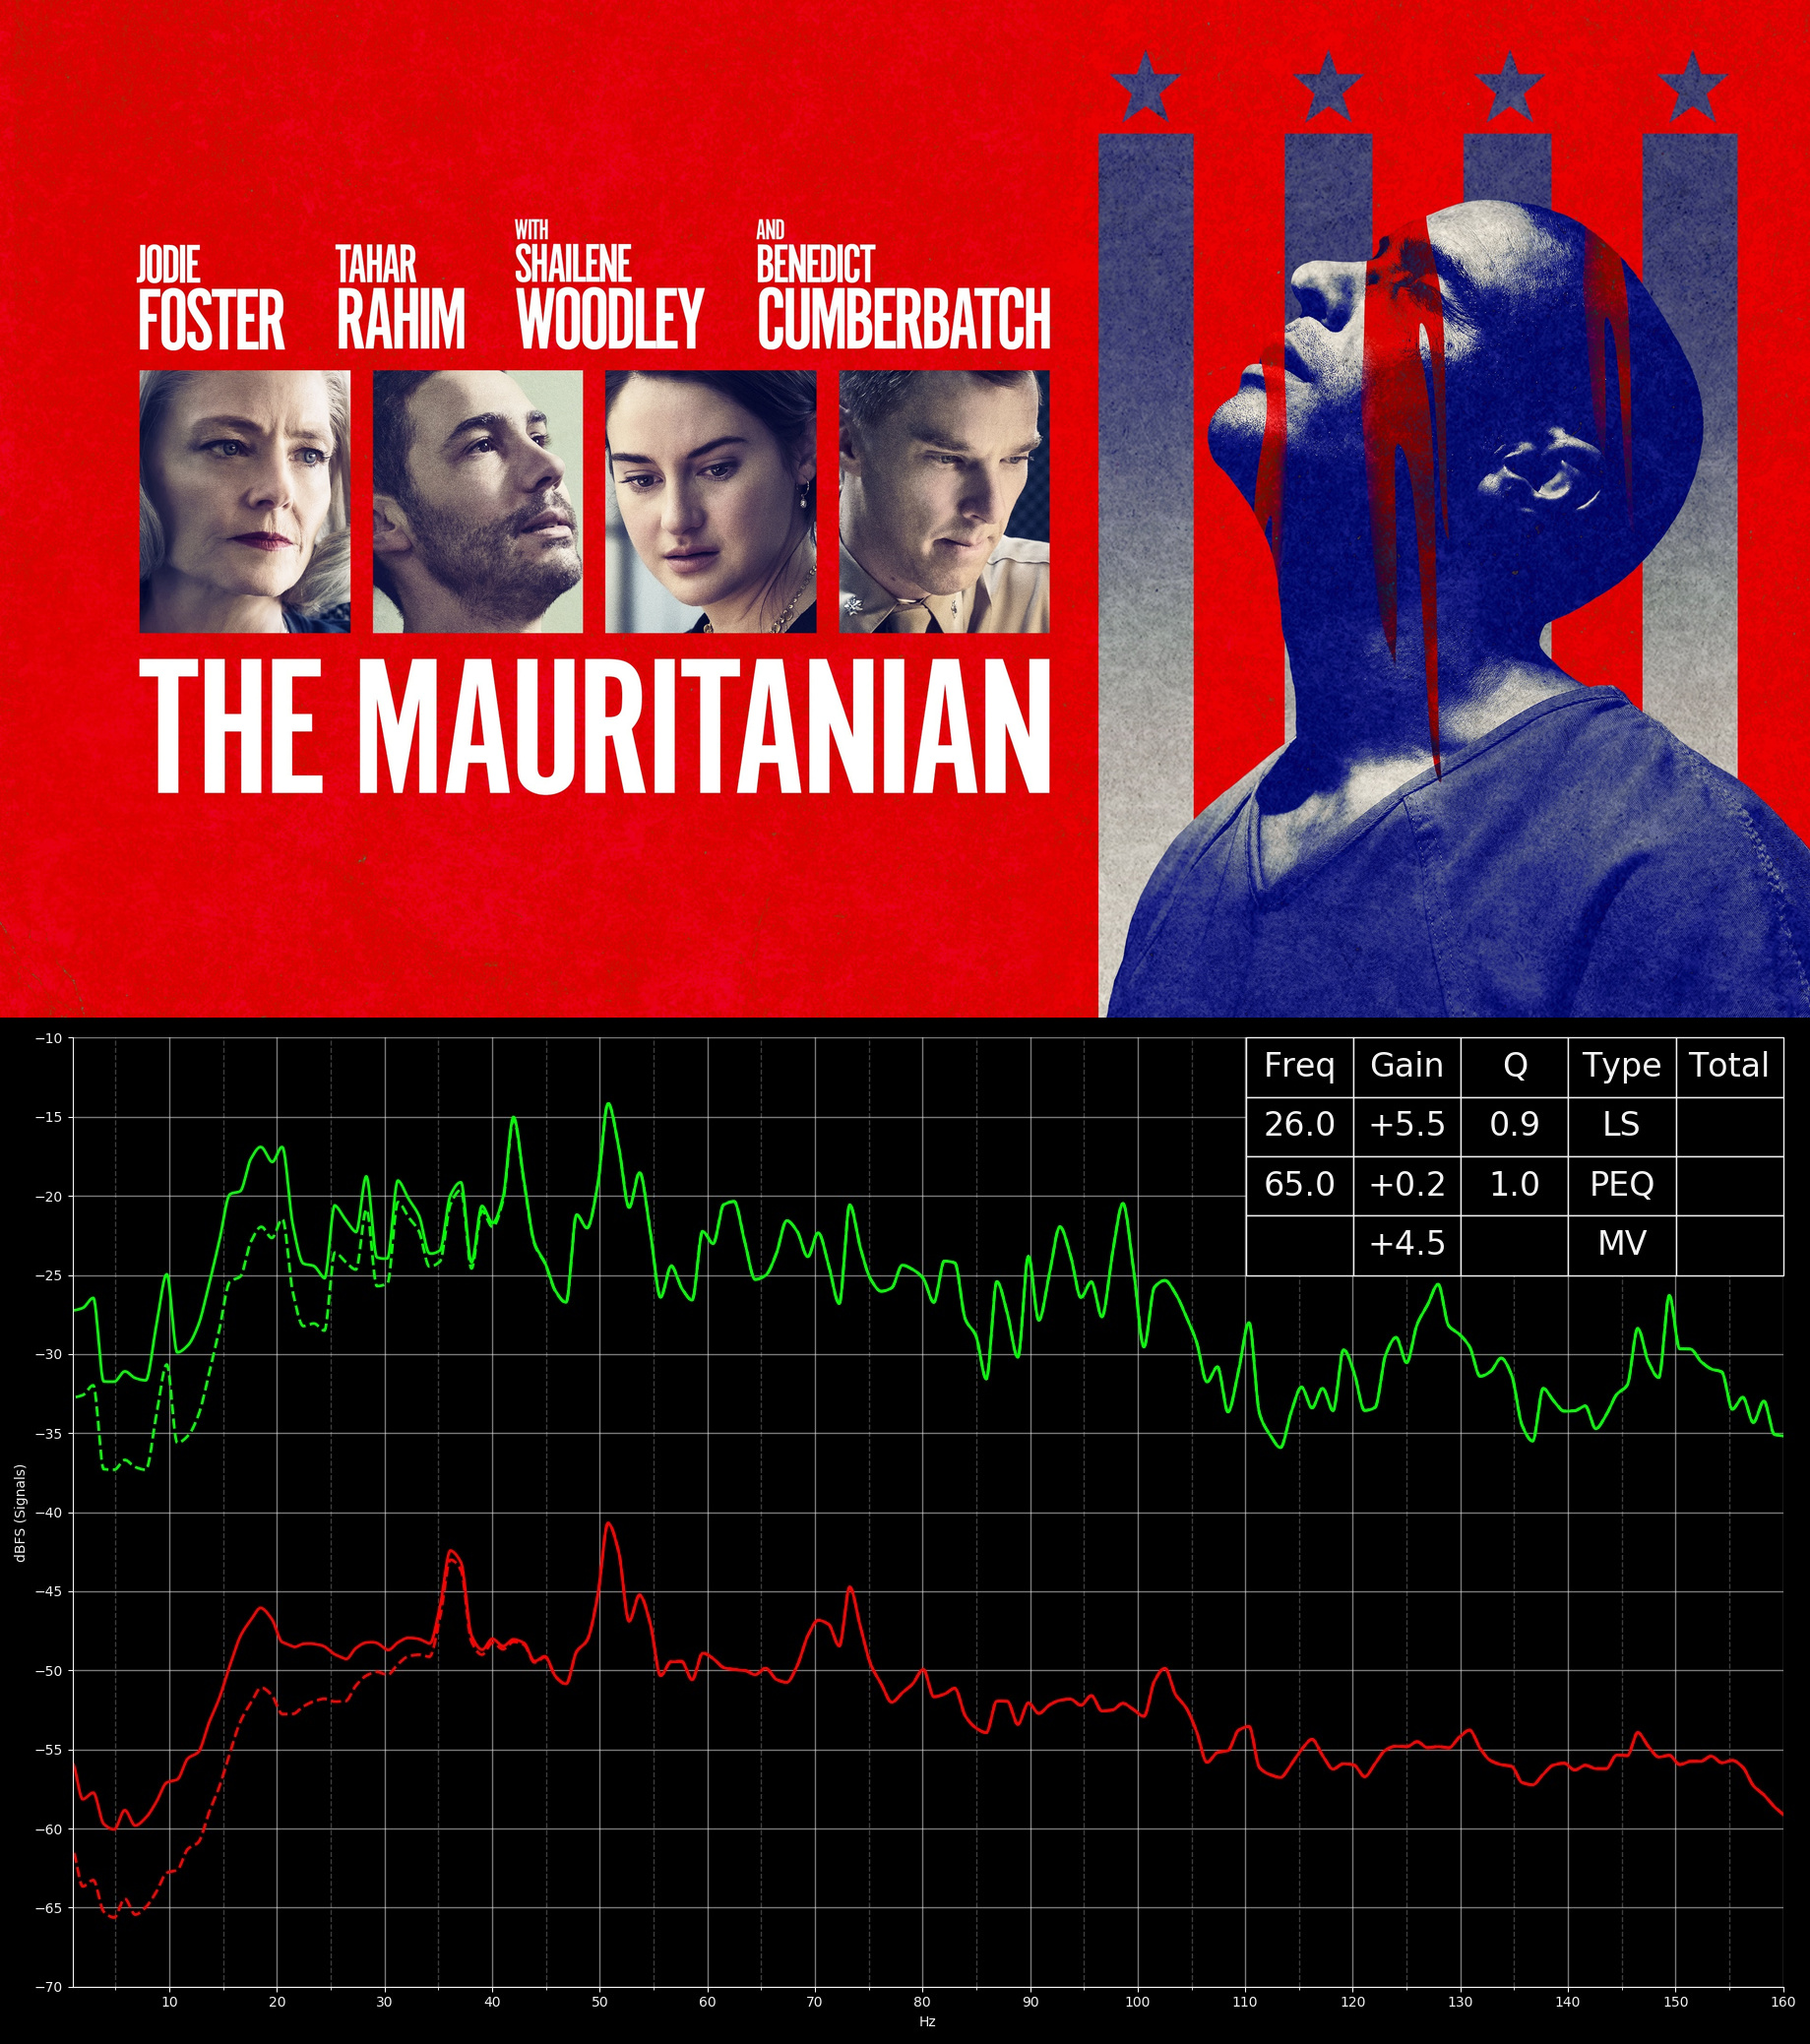 JODIE
FOSTER
TAHAR
RAHIM
WITH
SHAILENE
WOODLEY
AND
BENEDICT
CUMBERBATCH
THE MAURITANIAN
Freq Gain Q Type Total
26.0 +5.5 0.9 LS
65.0 +0.2 1.0 PEQ
+4.5 MV
−10
−15
−20
−25
−30
−35
−40
−45
−50
−55
−60
−65
−70
dBFS (Signals)
10 20 30 40 50 60 70 80 90 100 110 120 130 140 150 160
Hz